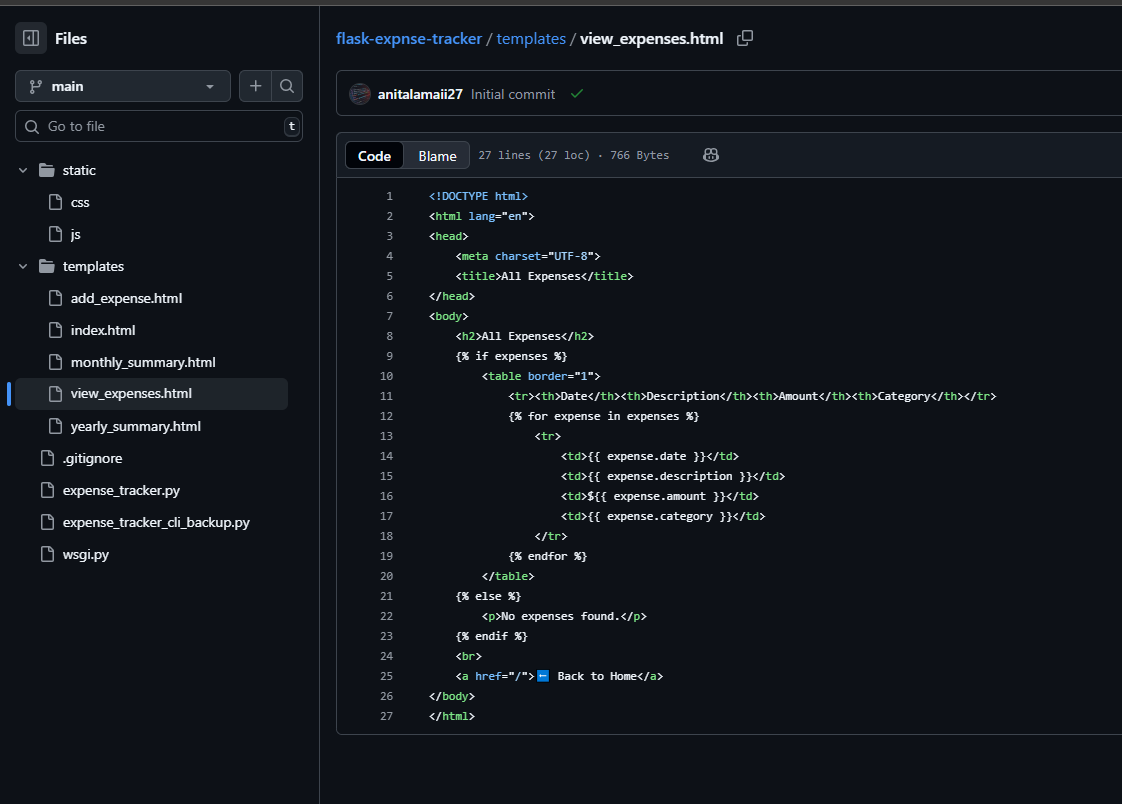 Files
main
Go to file
t
static
css
js
templates
add_expense.html
index.html
monthly_summary.html
view_expenses.html
yearly_summary.html
.gitignore
expense_tracker.py
expense_tracker_cli_backup.py
wsgi.py
flask-expnse-tracker / templates / view_expenses.html
anitalamaii27 Initial commit
Code Blame 27 lines (27 loc) · 766 Bytes
1 <!DOCTYPE html>
2 <html lang="en">
3 <head>
4 <meta charset="UTF-8">
5 <title>All Expenses</title>
6 </head>
7 <body>
8 <h2>All Expenses</h2>
9 {% if expenses %}
10 <table border="1">
11 <tr><th>Date</th><th>Description</th><th>Amount</th><th>Category</th></tr>
12 {% for expense in expenses %}
13 <tr>
14 <td>{{ expense.date }}</td>
15 <td>{{ expense.description }}</td>
16 <td>${{ expense.amount }}</td>
17 <td>{{ expense.category }}</td>
18 </tr>
19 {% endfor %}
20 </table>
21 {% else %}
22 <p>No expenses found.</p>
23 {% endif %}
24 <br>
25 <a href="/">⬅️ Back to Home</a>
26 </body>
27 </html>